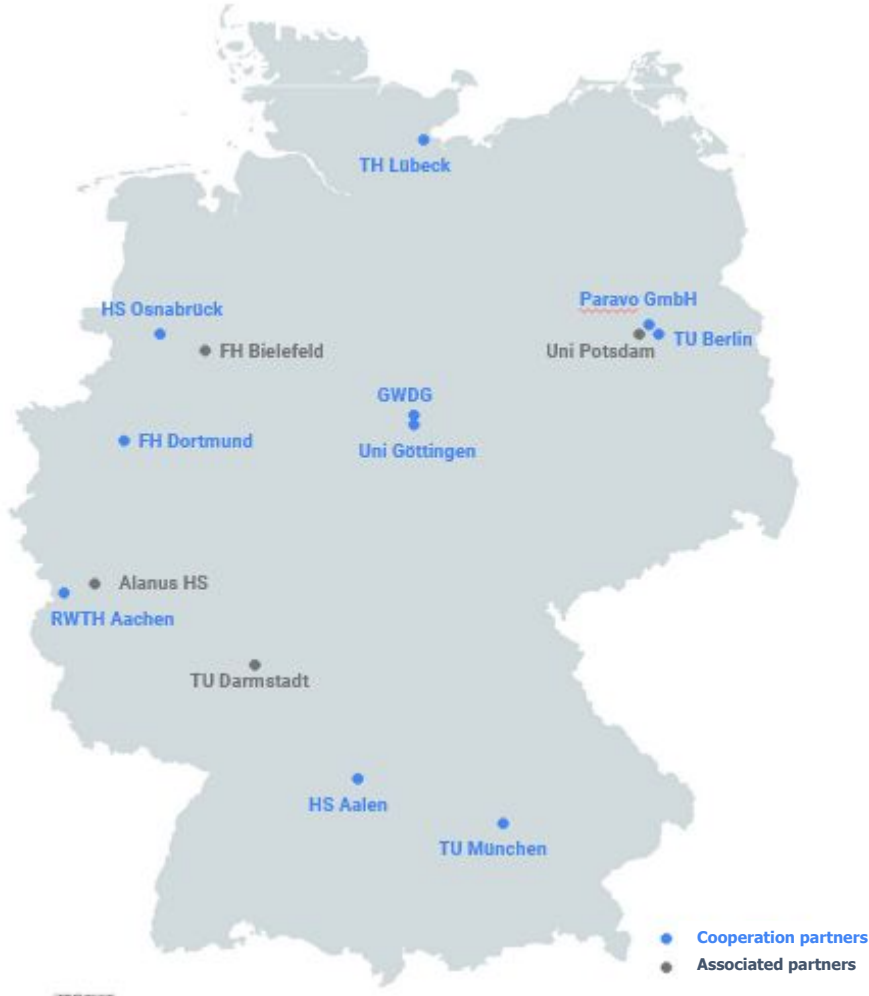 TH Lübeck
HS Osnabrück
Paravo GmbH
TU Berlin
FH Bielefeld
Uni Potsdam
GWDG
FH Dortmund
Uni Göttingen
Alanus HS
RWTH Aachen
TU Darmstadt
HS Aalen
TU München
Cooperation partners
Associated partners